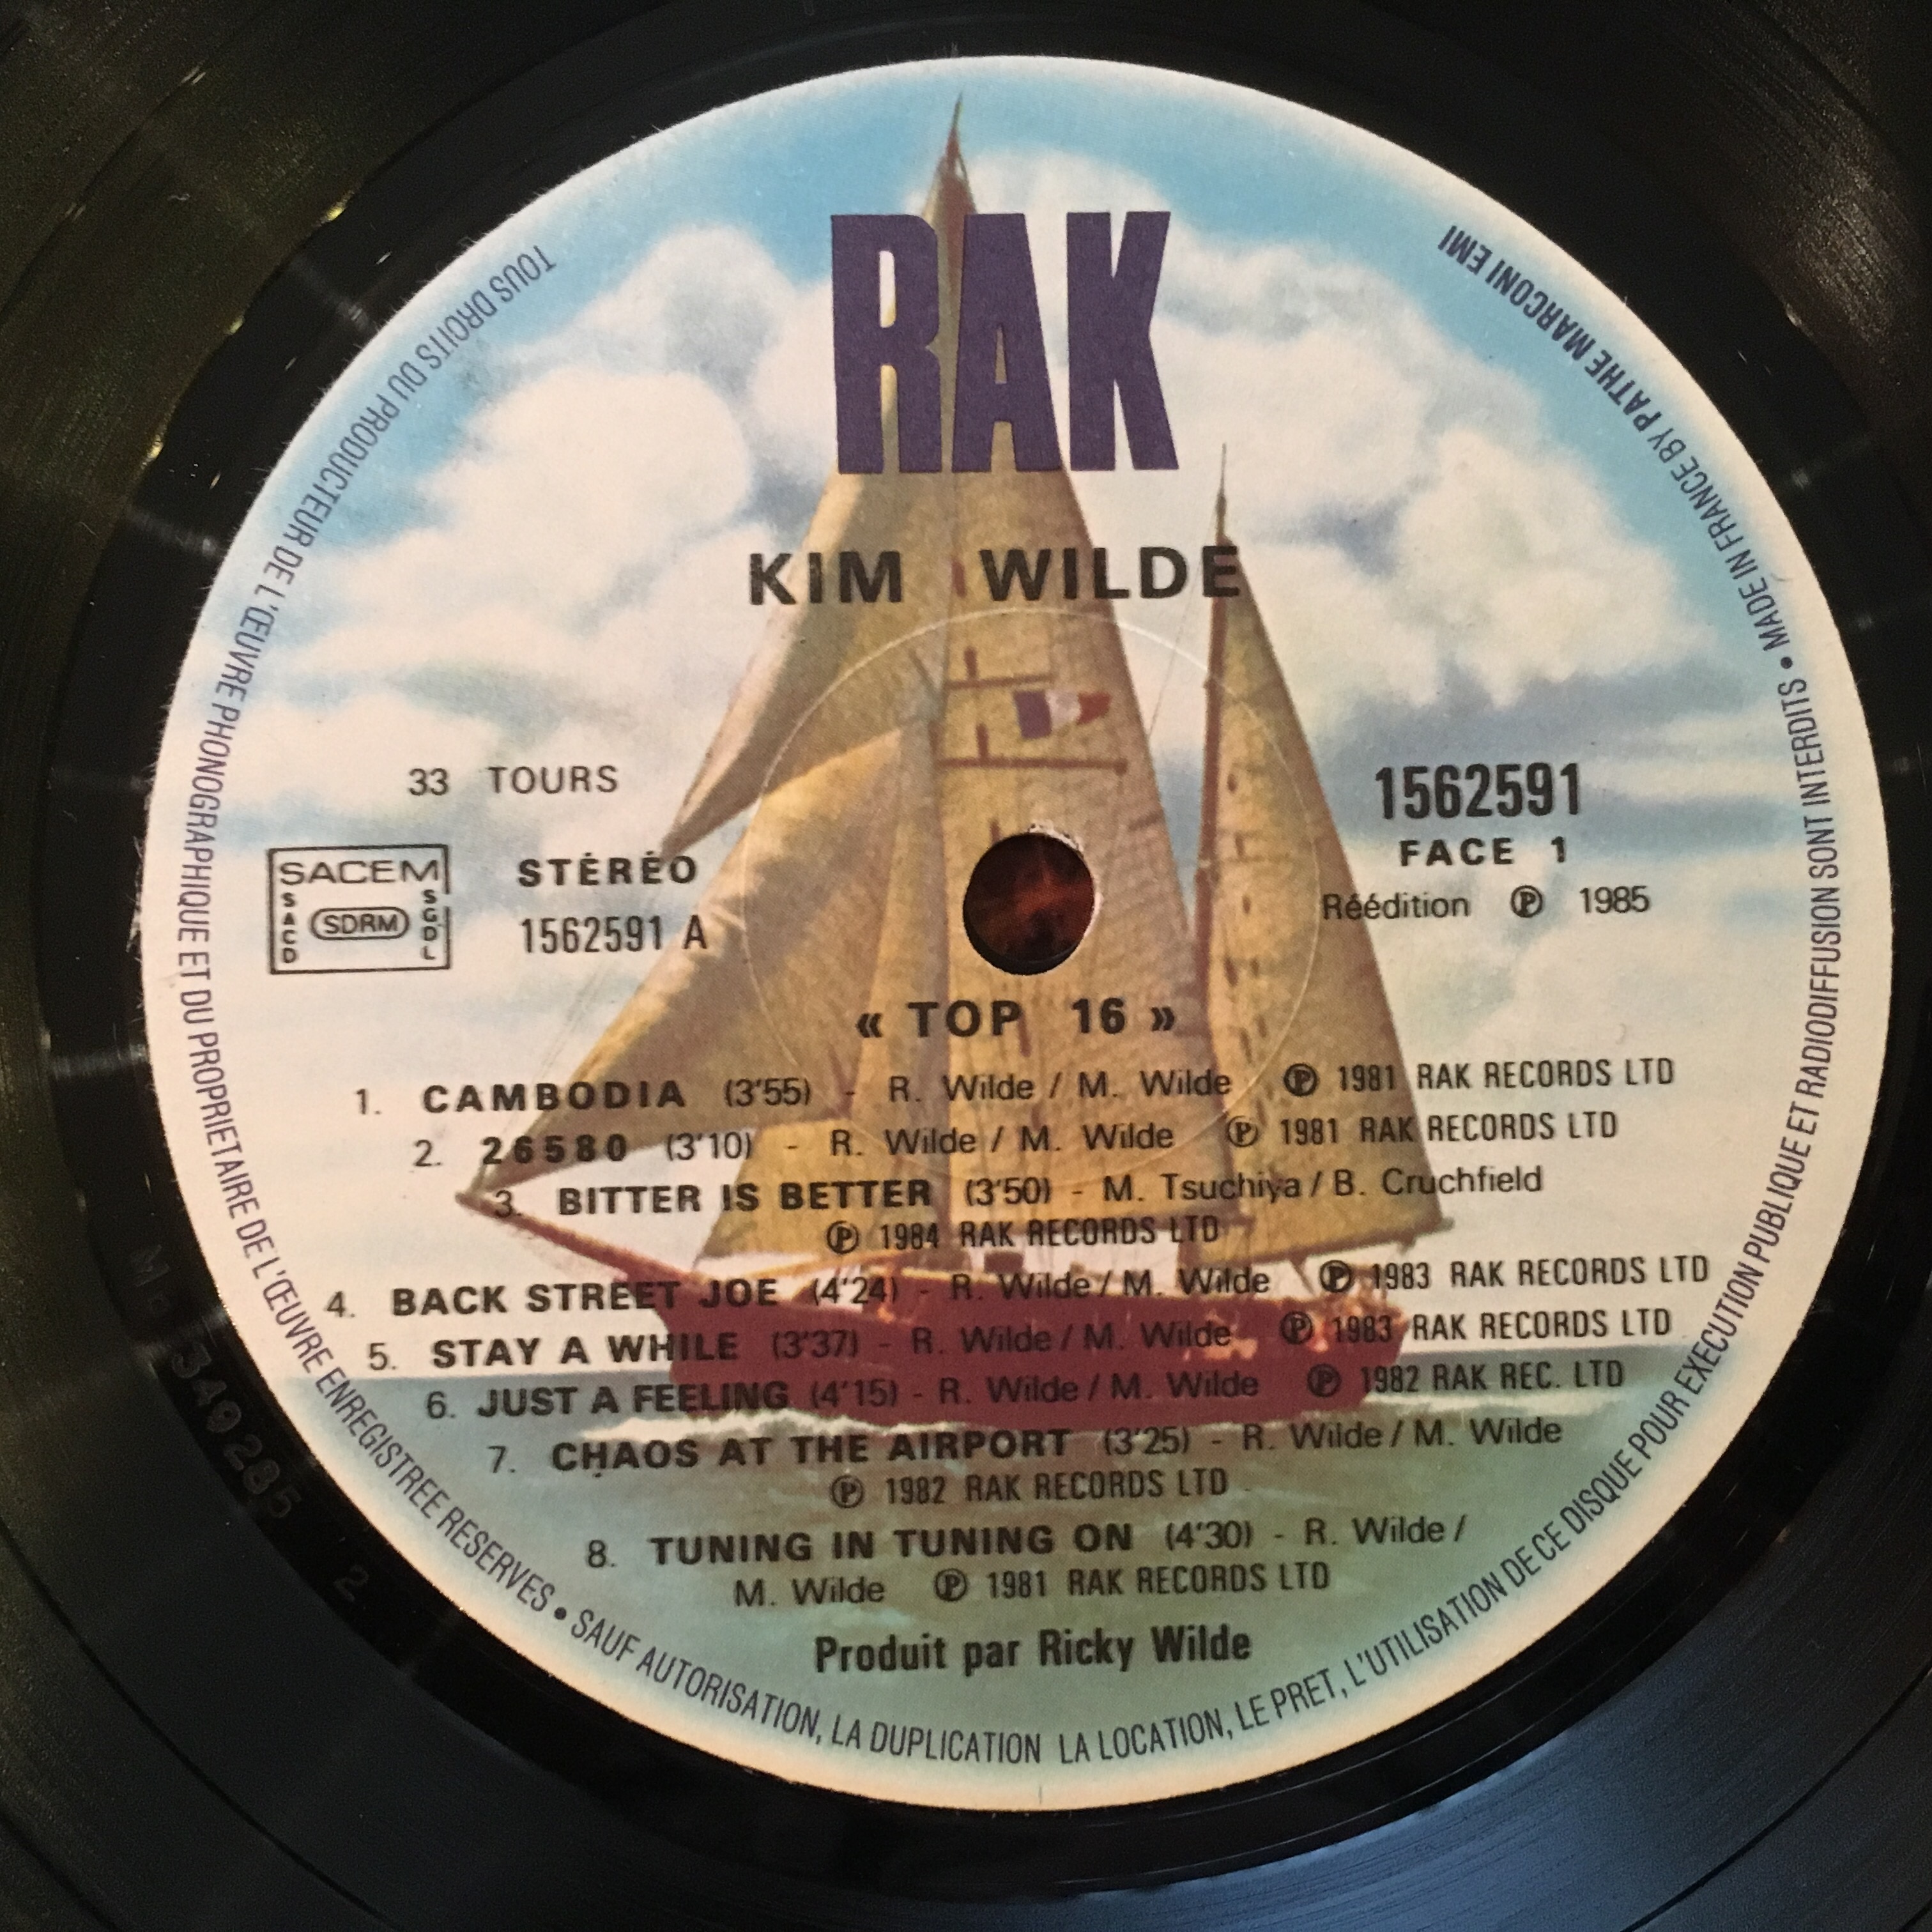 RAK
KIM WILDE
33 TOURS
STÉRÉO
1562591 A
SACEM
SACD
SDRM
SGDL
1562591
FACE 1
Réédition ℗ 1985
« TOP 16 »
1. CAMBODIA (3'55) - R. Wilde / M. Wilde ℗ 1981 RAK RECORDS LTD
2. 26580 (3'10) - R. Wilde / M. Wilde ℗ 1981 RAK RECORDS LTD
3. BITTER IS BETTER (3'50) - M. Tsuchiya / B. Cruchfield
℗ 1984 RAK RECORDS LTD
4. BACK STREET JOE (4'24) - R. Wilde / M. Wilde ℗ 1983 RAK RECORDS LTD
5. STAY A WHILE (3'37) - R. Wilde / M. Wilde ℗ 1983 RAK RECORDS LTD
6. JUST A FEELING (4'15) - R. Wilde / M. Wilde ℗ 1982 RAK REC. LTD
7. CHAOS AT THE AIRPORT (3'25) - R. Wilde / M. Wilde
℗ 1982 RAK RECORDS LTD
8. TUNING IN TUNING ON (4'30) - R. Wilde /
M. Wilde ℗ 1981 RAK RECORDS LTD
Produit par Ricky Wilde
TOUS DROITS DU PRODUCTEUR DE L'ŒUVRE PHONOGRAPHIQUE ET DU PROPRIETAIRE DE L'ŒUVRE ENREGISTREE RESERVES • SAUF AUTORISATION, LA DUPLICATION LA LOCATION, LE PRET, L'UTILISATION DE CE DISQUE POUR EXECUTION PUBLIQUE ET RADIODIFFUSION SONT INTERDITS • MADE IN FRANCE BY PATHE MARCONI EMI
349285 2